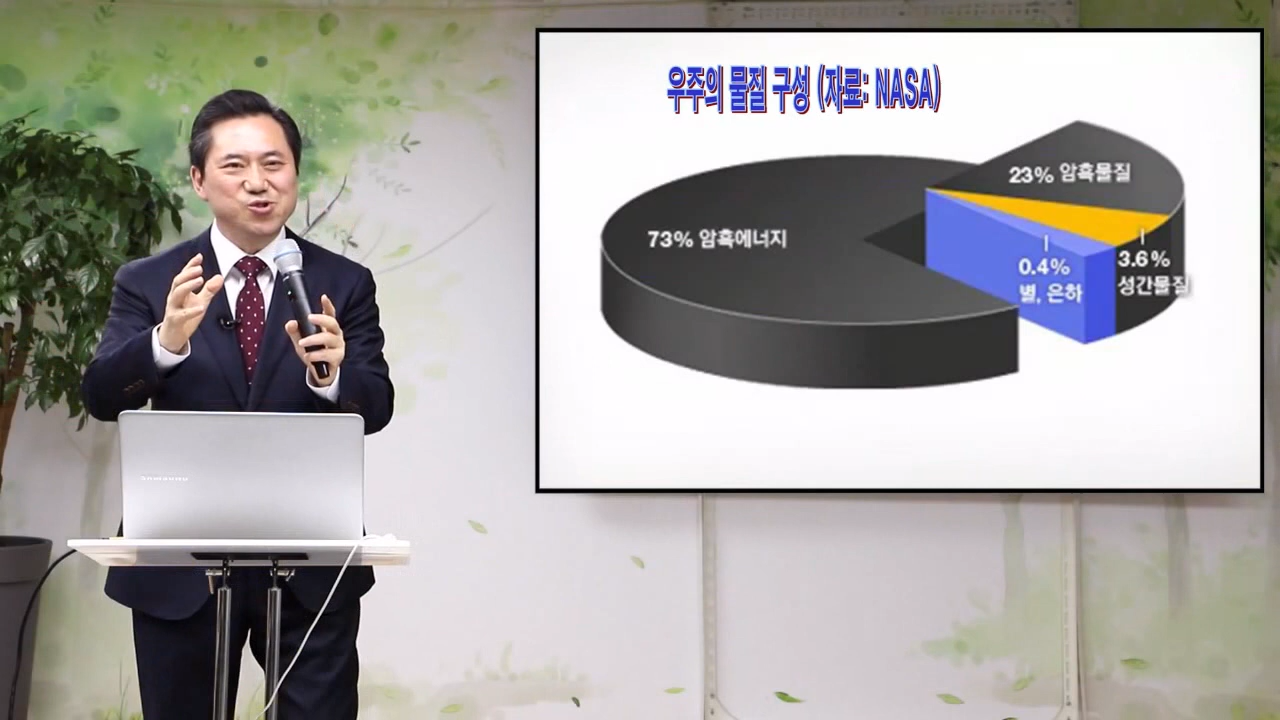 우주의 물질 구성 (자료: NASA)
23% 암흑물질
73% 암흑에너지
0.4%
별, 은하
3.6%
성간물질
SAMSUNG